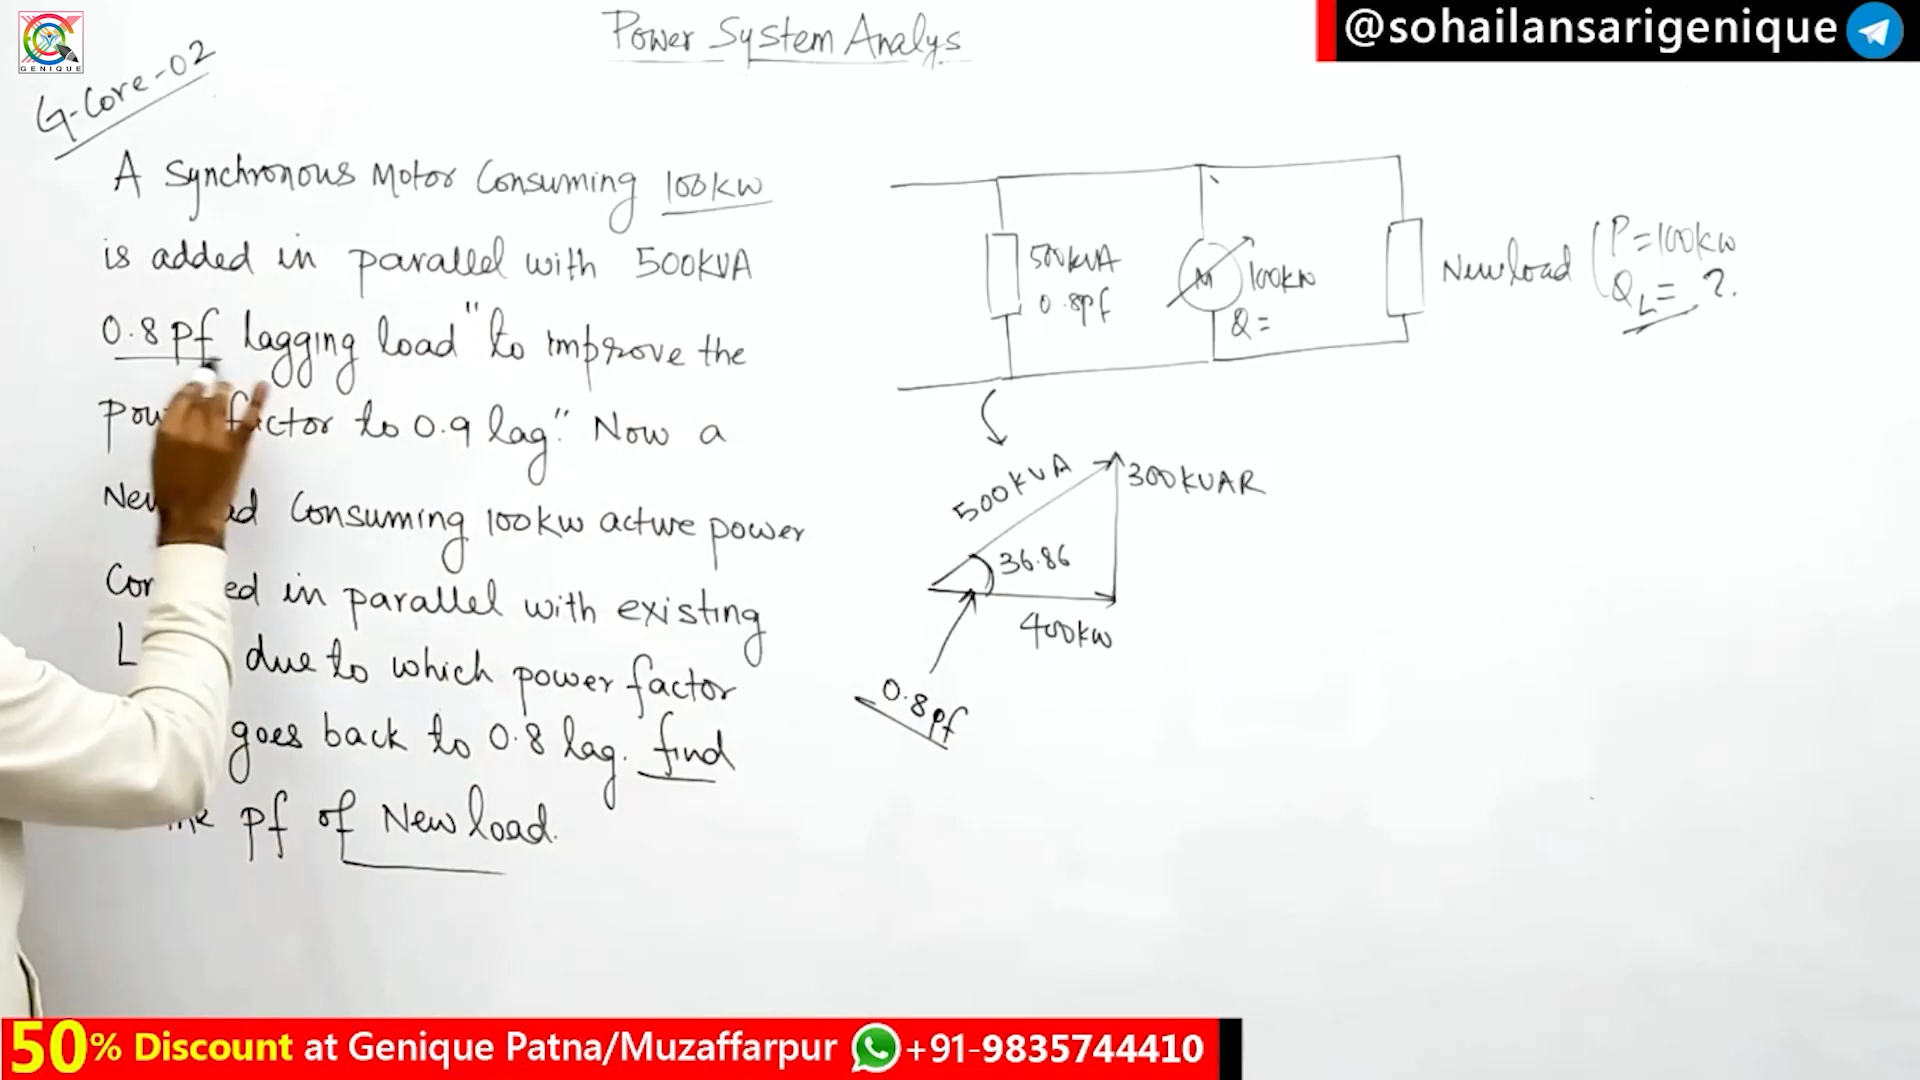 GENIQUE
Power System Analys
@sohailansarigenique
G-Core-02
A Synchronous Motor Consuming 100kw
is added in parallel with 500KVA
0.8 pf Lagging load "to improve the
factor to 0.9 lag". Now a
Consuming 100kw active power
in parallel with existing
due to which power factor
goes back to 0.8 lag. find
pf of New load.
500kVA
0.8pf
M
100kw
Q =
New load
P = 100kw
QL = ?
500KVA
300KVAR
36.86
400kw
0.8pf
50% Discount at Genique Patna/Muzaffarpur +91-9835744410